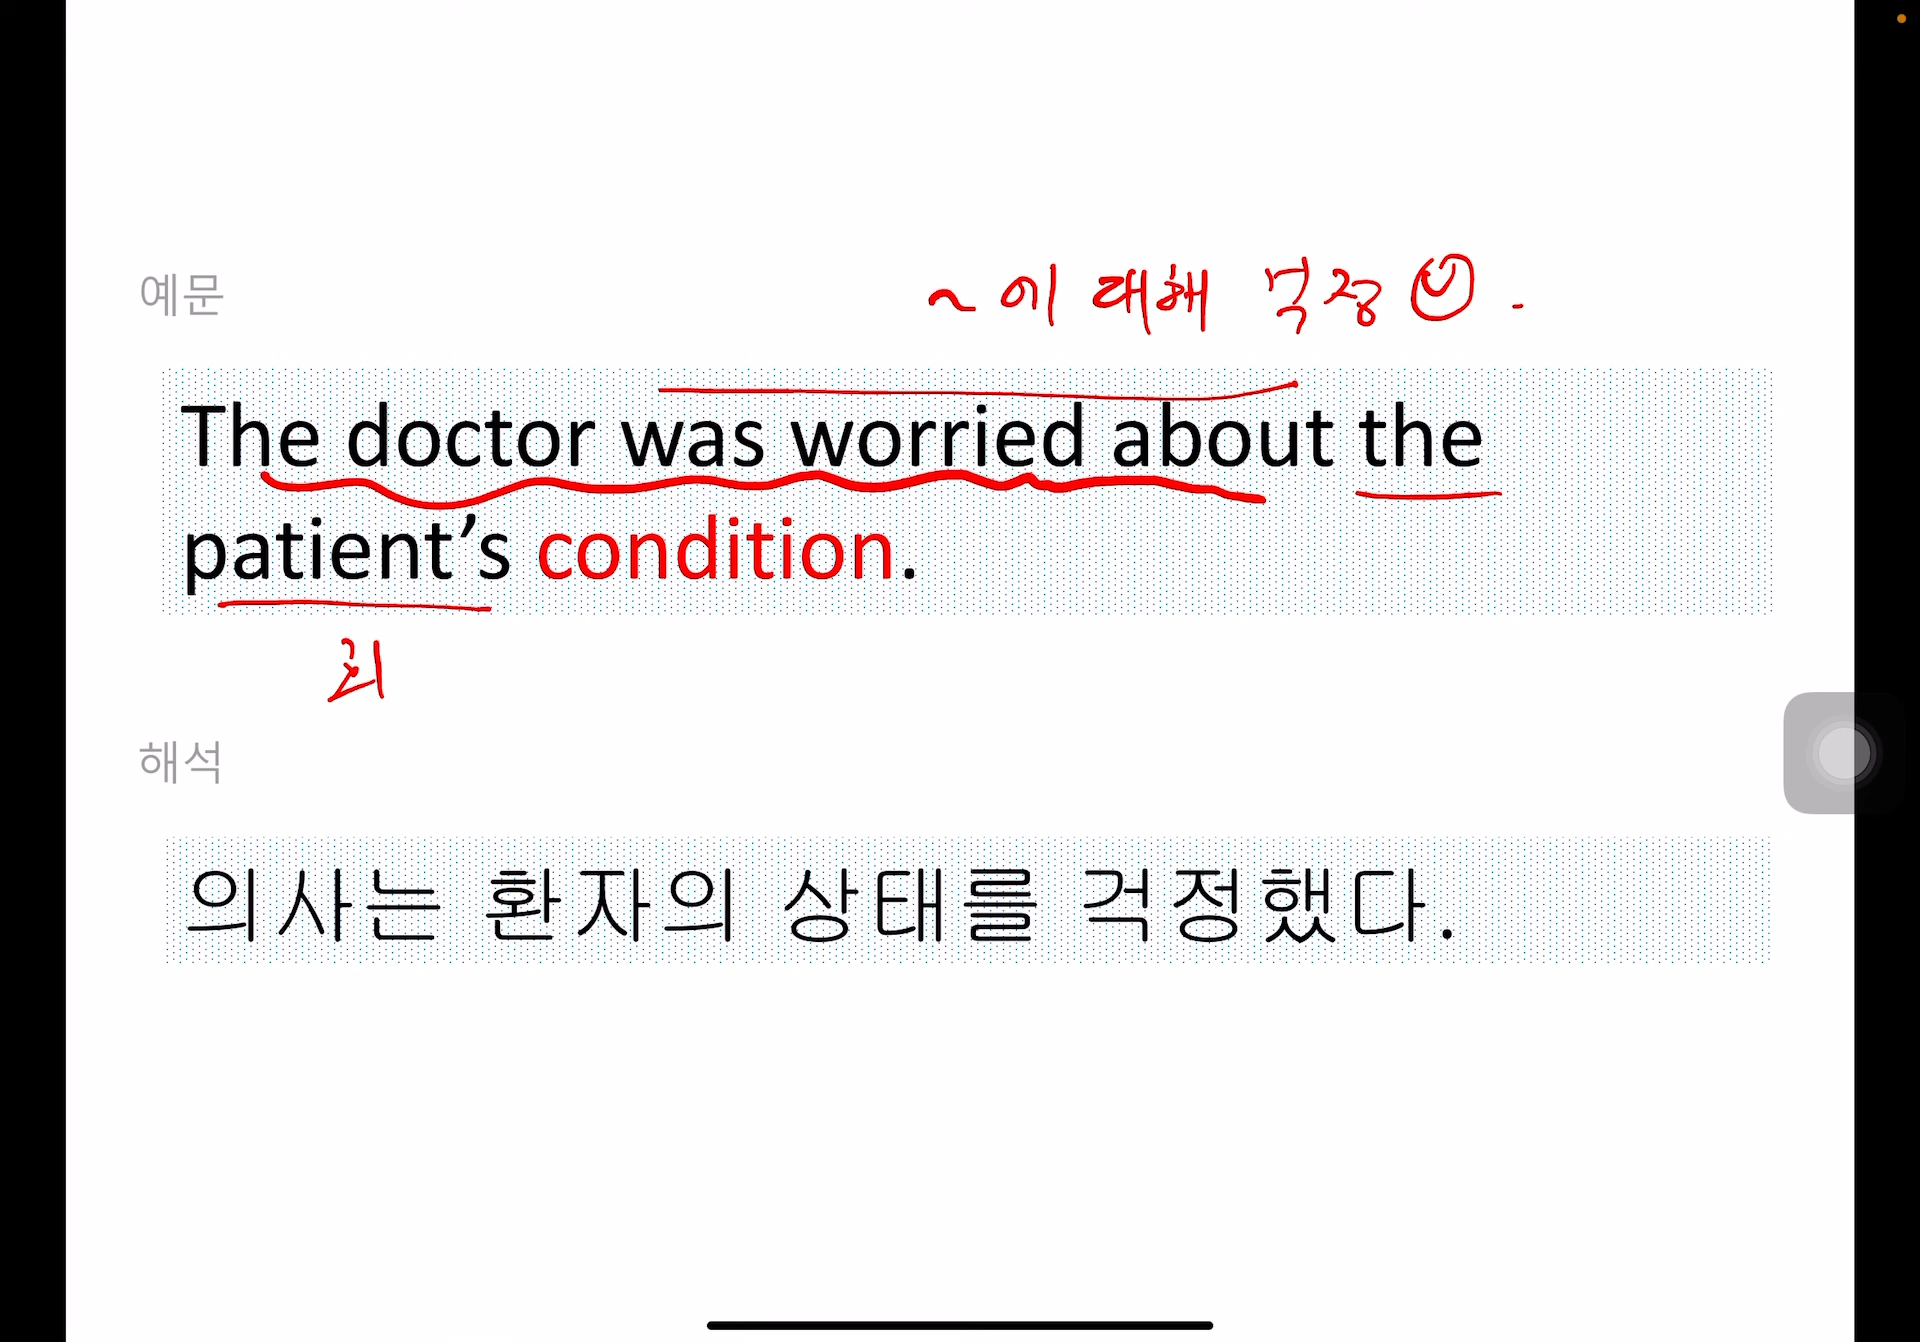 예문
~에 대해 걱정
The doctor was worried about the
patient’s condition.
해석
의사는 환자의 상태를 걱정했다.